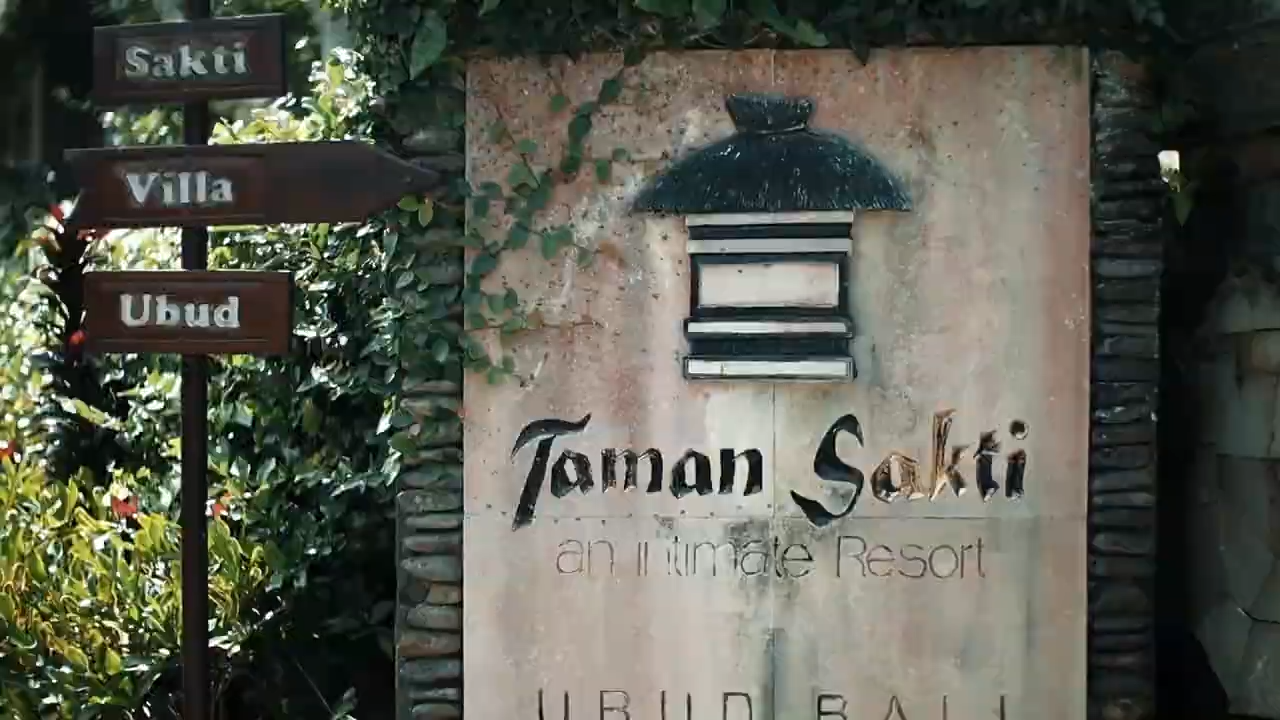 Sakti
Villa
Ubud
Taman Sakti
an intimate Resort
UBUD BALI